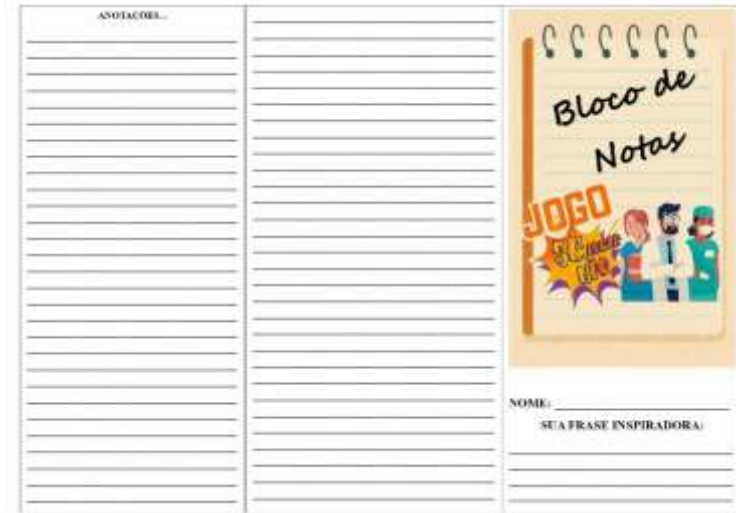 ANOTAÇÕES...
Bloco de
Notas
JOGO
NOME:
SUA FRASE INSPIRADORA: